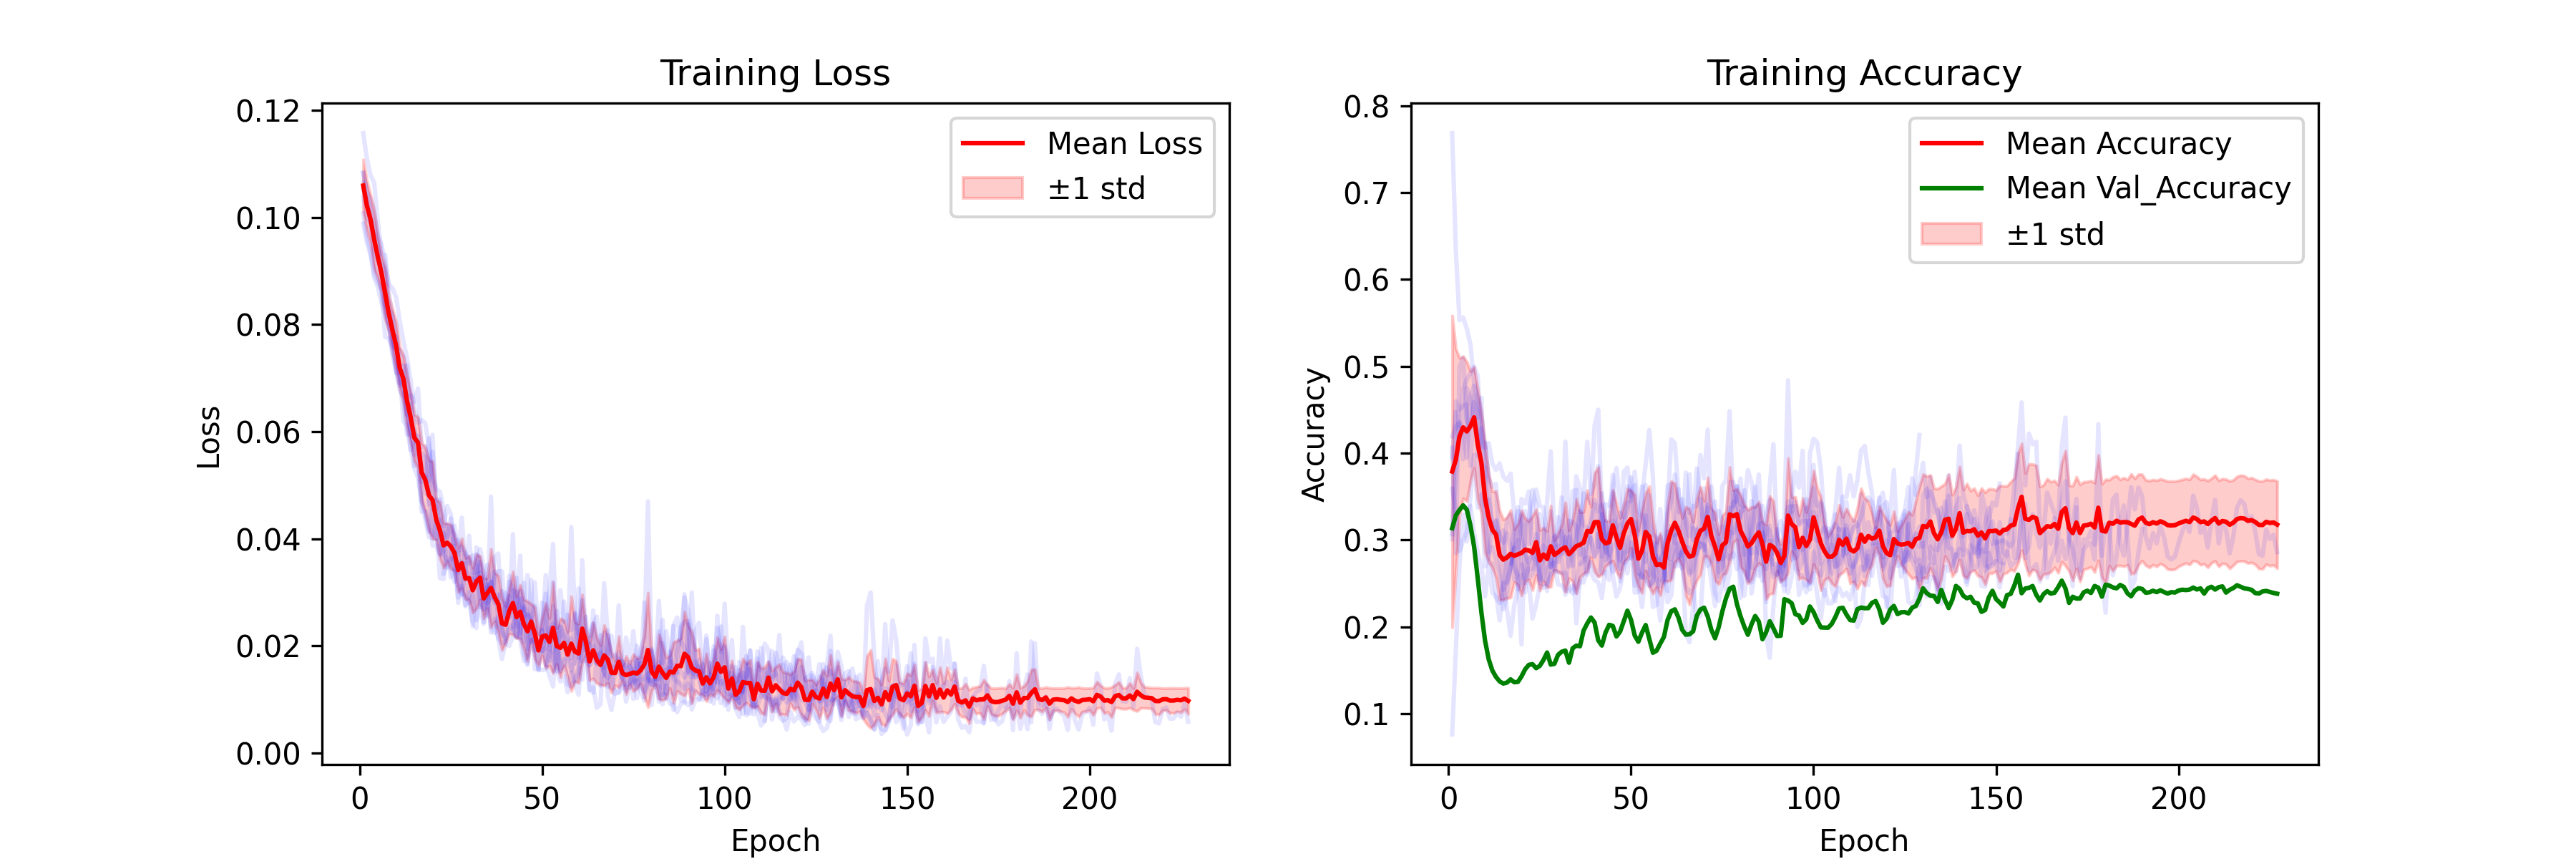 Training Loss
0.12
0.10
0.08
0.06
0.04
0.02
0.00
Loss
0
50
100
150
200
Epoch
Mean Loss
±1 std
Training Accuracy
0.8
0.7
0.6
0.5
0.4
0.3
0.2
0.1
Accuracy
0
50
100
150
200
Epoch
Mean Accuracy
Mean Val_Accuracy
±1 std